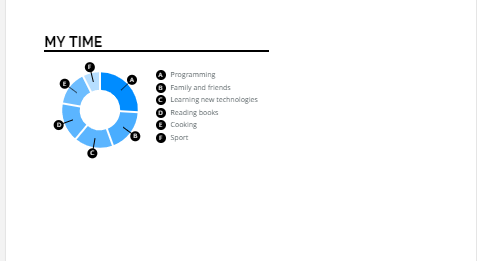 MY TIME
F
A
E
D
B
C
A Programming
B Family and friends
C Learning new technologies
D Reading books
E Cooking
F Sport